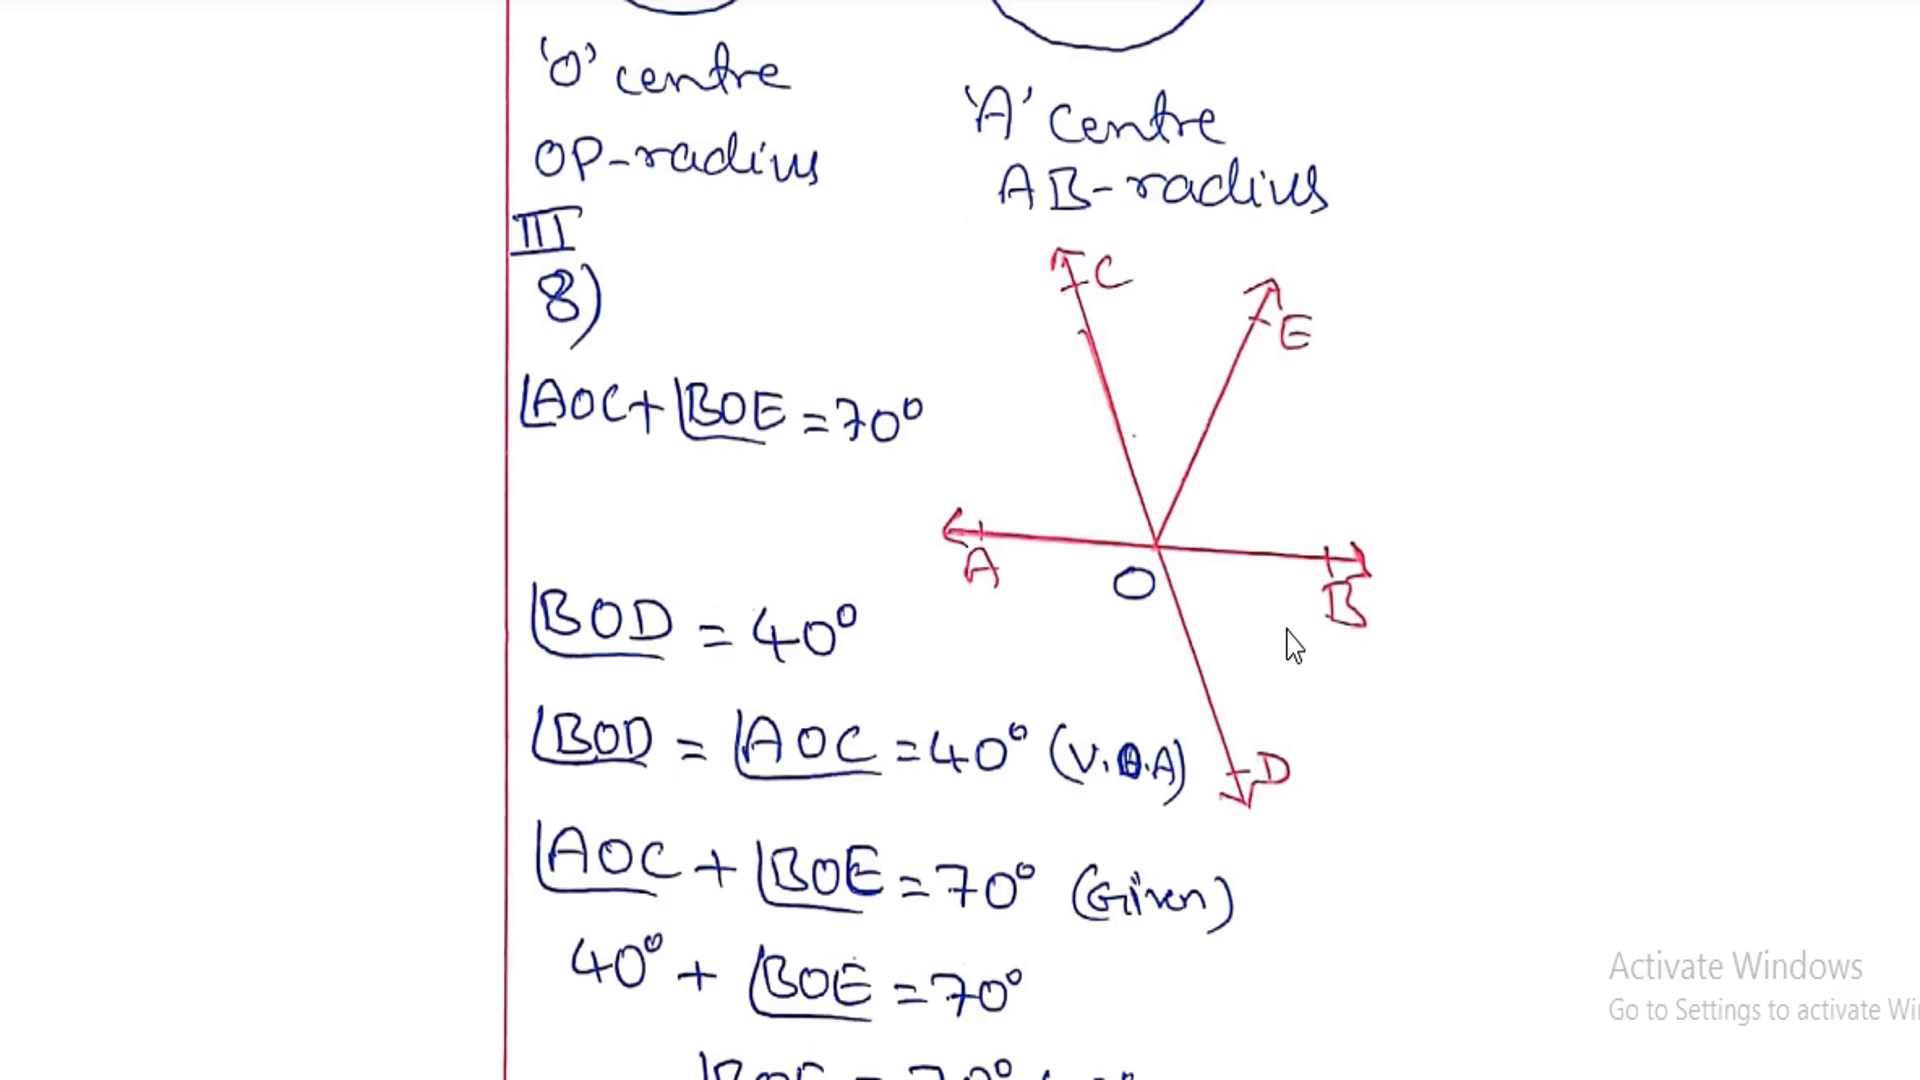 'O' centre
OP-radius
'A' centre
AB-radius
III
8)
∠AOC + ∠BOE = 70°
C
E
A
O
B
D
∠BOD = 40°
∠BOD = ∠AOC = 40° (V.O.A)
∠AOC + ∠BOE = 70° (Given)
40° + ∠BOE = 70°
Activate Windows
Go to Settings to activate Wi